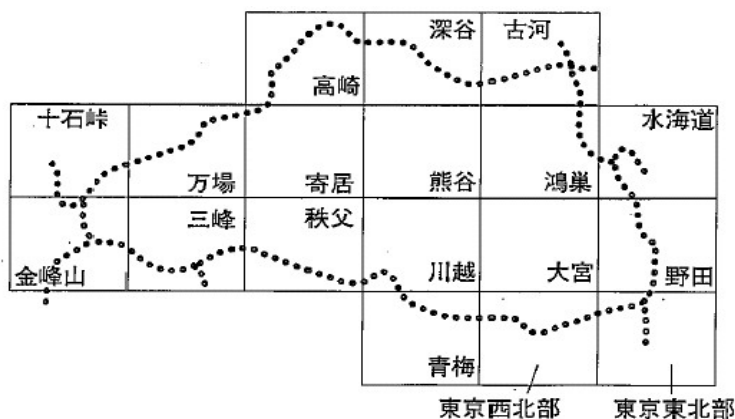 深谷 古河
高崎
十石峠 水海道
万場 寄居 熊谷 鴻巣
三峰 秩父
金峰山 川越 大宮 野田
青梅
東京西北部 東京東北部